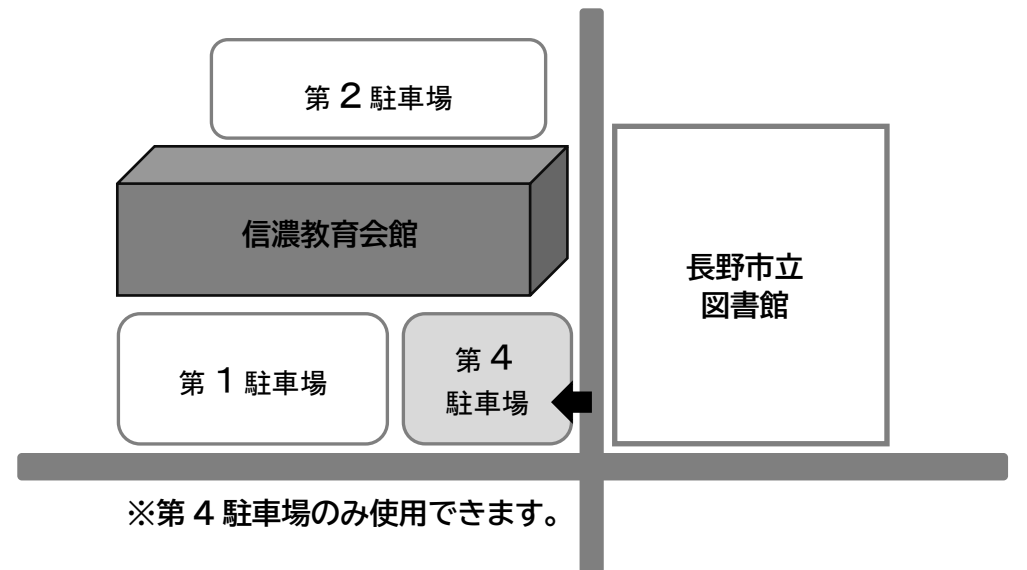 第2駐車場
信濃教育会館
長野市立
図書館
第1駐車場
第4
駐車場
※第4駐車場のみ使用できます。